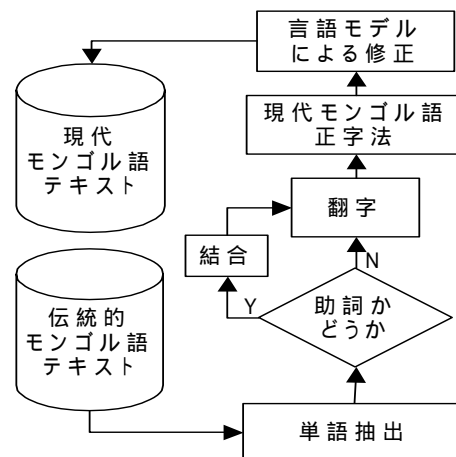 言語モデル
による修正
現代
モンゴル語
テキスト
現代モンゴル語
正字法
翻字
結合
N
Y
助詞か
どうか
伝統的
モンゴル語
テキスト
単語抽出